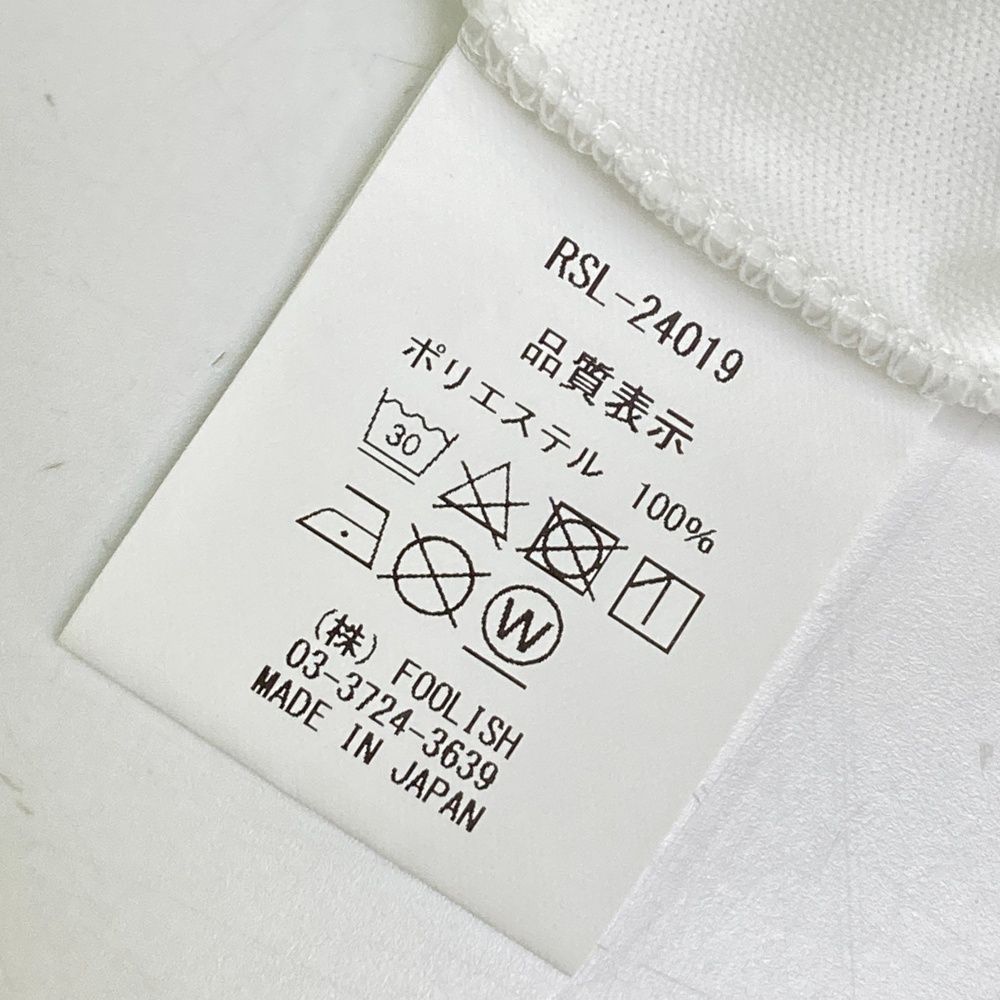 RSL-24019
品質表示
ポリエステル 100%
30
W
(株) FOOLISH
03-3724-3639
MADE IN JAPAN